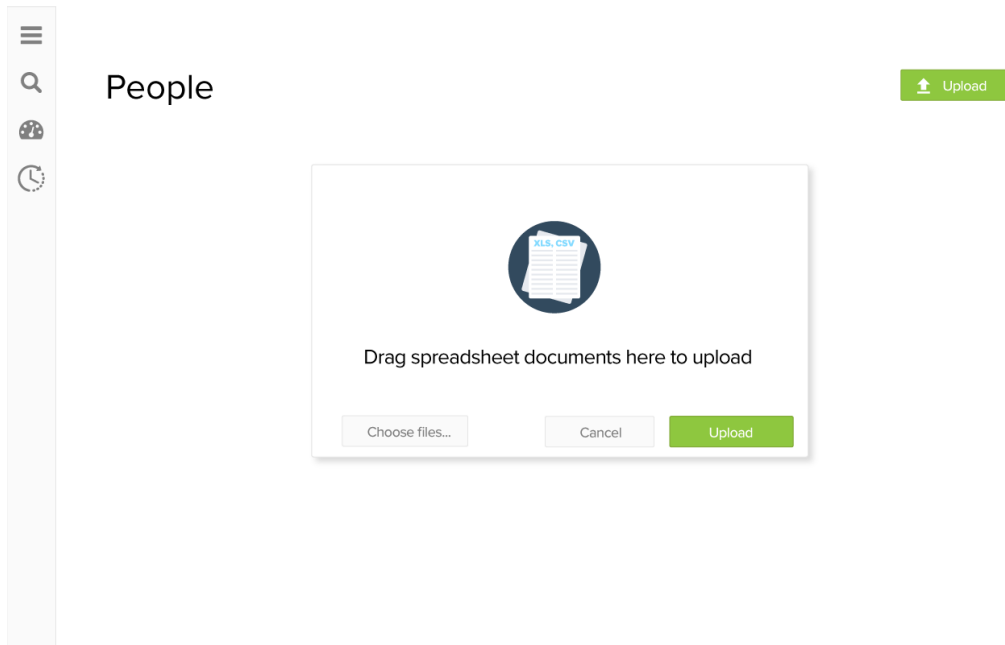 People
Upload
XLS, CSV
Drag spreadsheet documents here to upload
Choose files...
Cancel
Upload